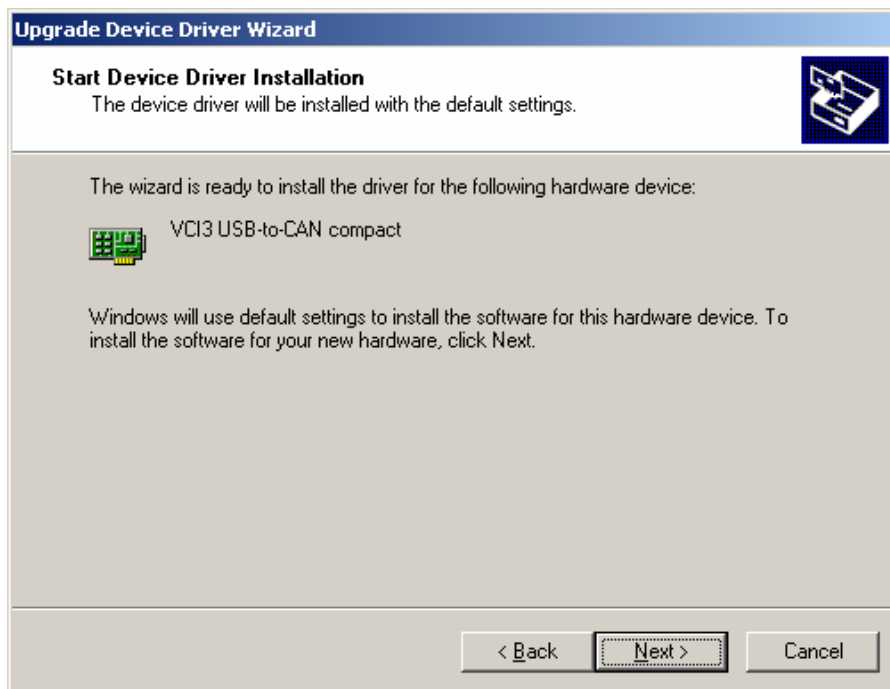 Upgrade Device Driver Wizard
Start Device Driver Installation
The device driver will be installed with the default settings.
The wizard is ready to install the driver for the following hardware device:
VCI3 USB-to-CAN compact
Windows will use default settings to install the software for this hardware device. To
install the software for your new hardware, click Next.
< Back Next > Cancel